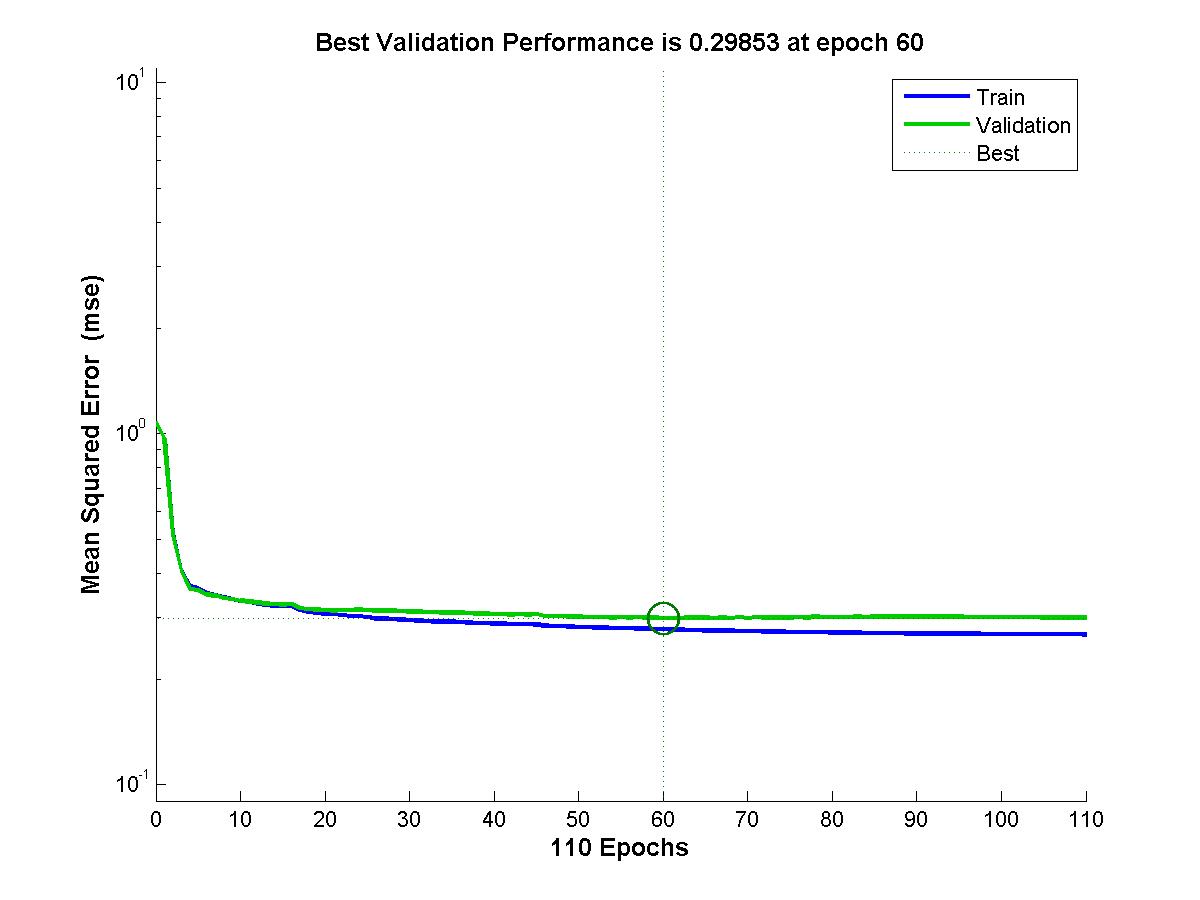 Best Validation Performance is 0.29853 at epoch 60
Train
Validation
Best
10^1
10^0
10^-1
Mean Squared Error (mse)
0 10 20 30 40 50 60 70 80 90 100 110
110 Epochs